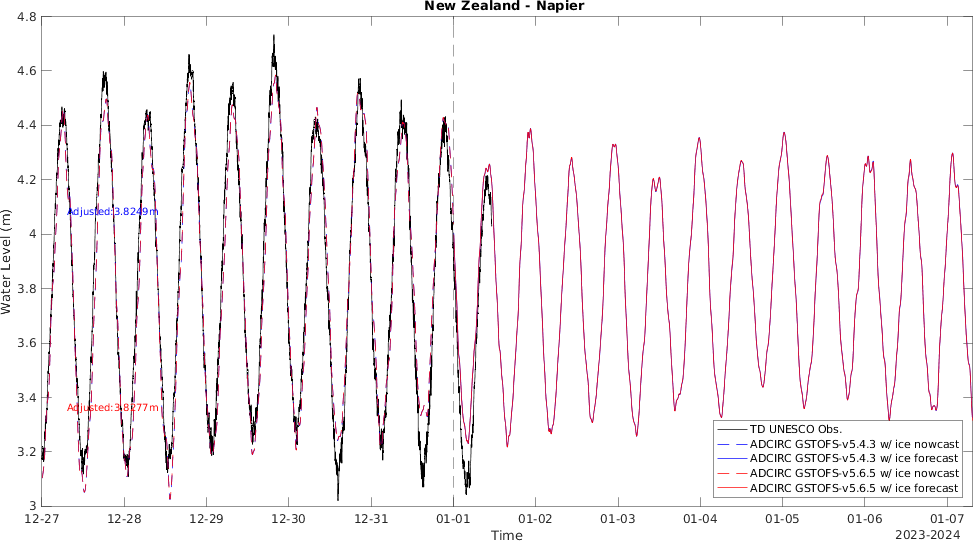 New Zealand - Napier
4.8
4.6
4.4
4.2
4
3.8
3.6
3.4
3.2
3
Water Level (m)
Adjusted:3.8249m
Adjusted:3.8277m
TD UNESCO Obs.
ADCIRC GSTOFS-v5.4.3 w/ ice nowcast
ADCIRC GSTOFS-v5.4.3 w/ ice forecast
ADCIRC GSTOFS-v5.6.5 w/ ice nowcast
ADCIRC GSTOFS-v5.6.5 w/ ice forecast
12-27 12-28 12-29 12-30 12-31 01-01 01-02 01-03 01-04 01-05 01-06 01-07
Time
2023-2024